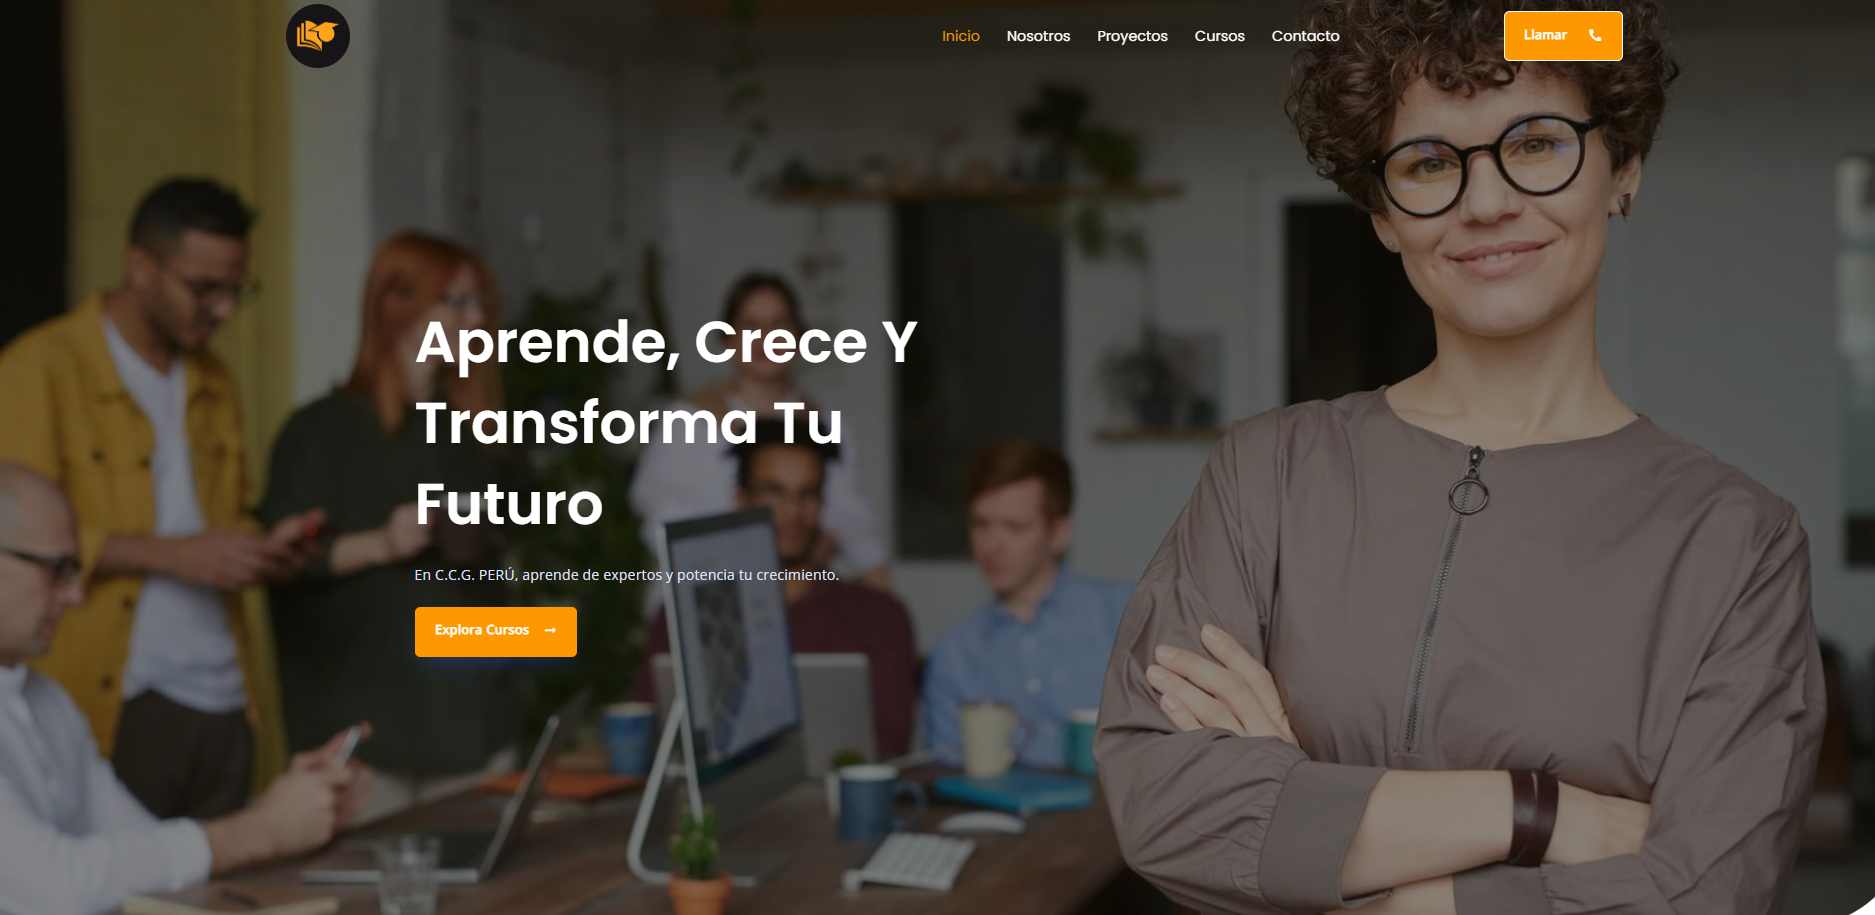 Inicio Nosotros Proyectos Cursos Contacto Llamar
Aprende, Crece Y
Transforma Tu
Futuro
En C.C.G. PERÚ, aprende de expertos y potencia tu crecimiento.
Explora Cursos